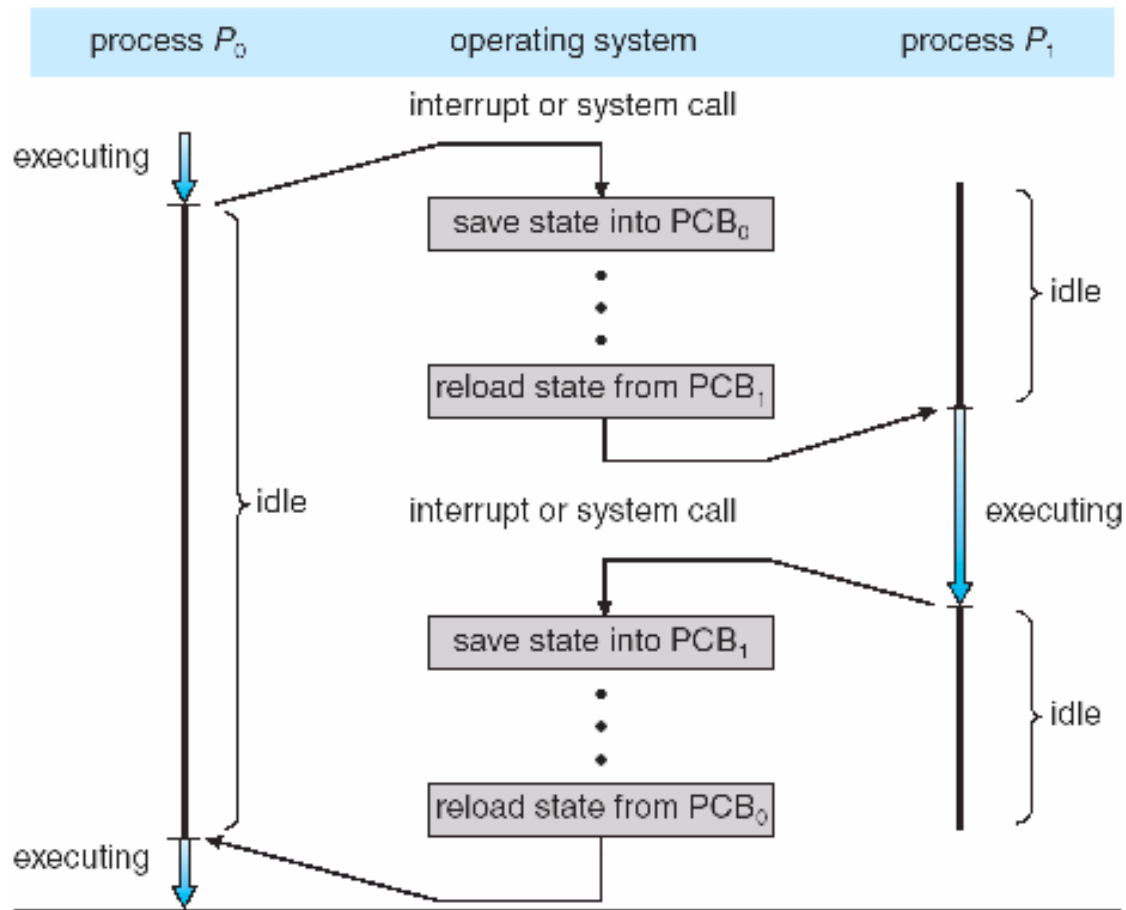 process P₀ operating system process P₁
interrupt or system call
executing
save state into PCB₀
idle
reload state from PCB₁
idle
interrupt or system call
executing
save state into PCB₁
idle
reload state from PCB₀
executing